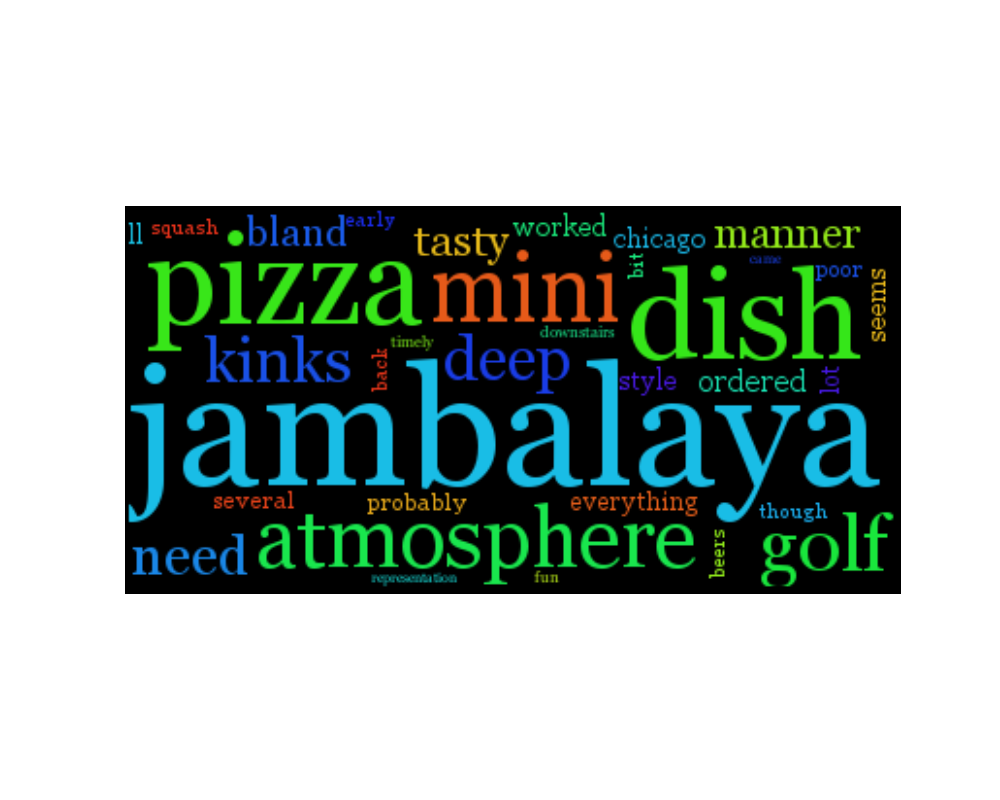 ll squash bland early tasty worked chicago manner
pizza mini bit dish came poor seems
kinks timely back deep downstairs style ordered lot
jambalaya
several probably everything though
need atmosphere beers golf
representation fun